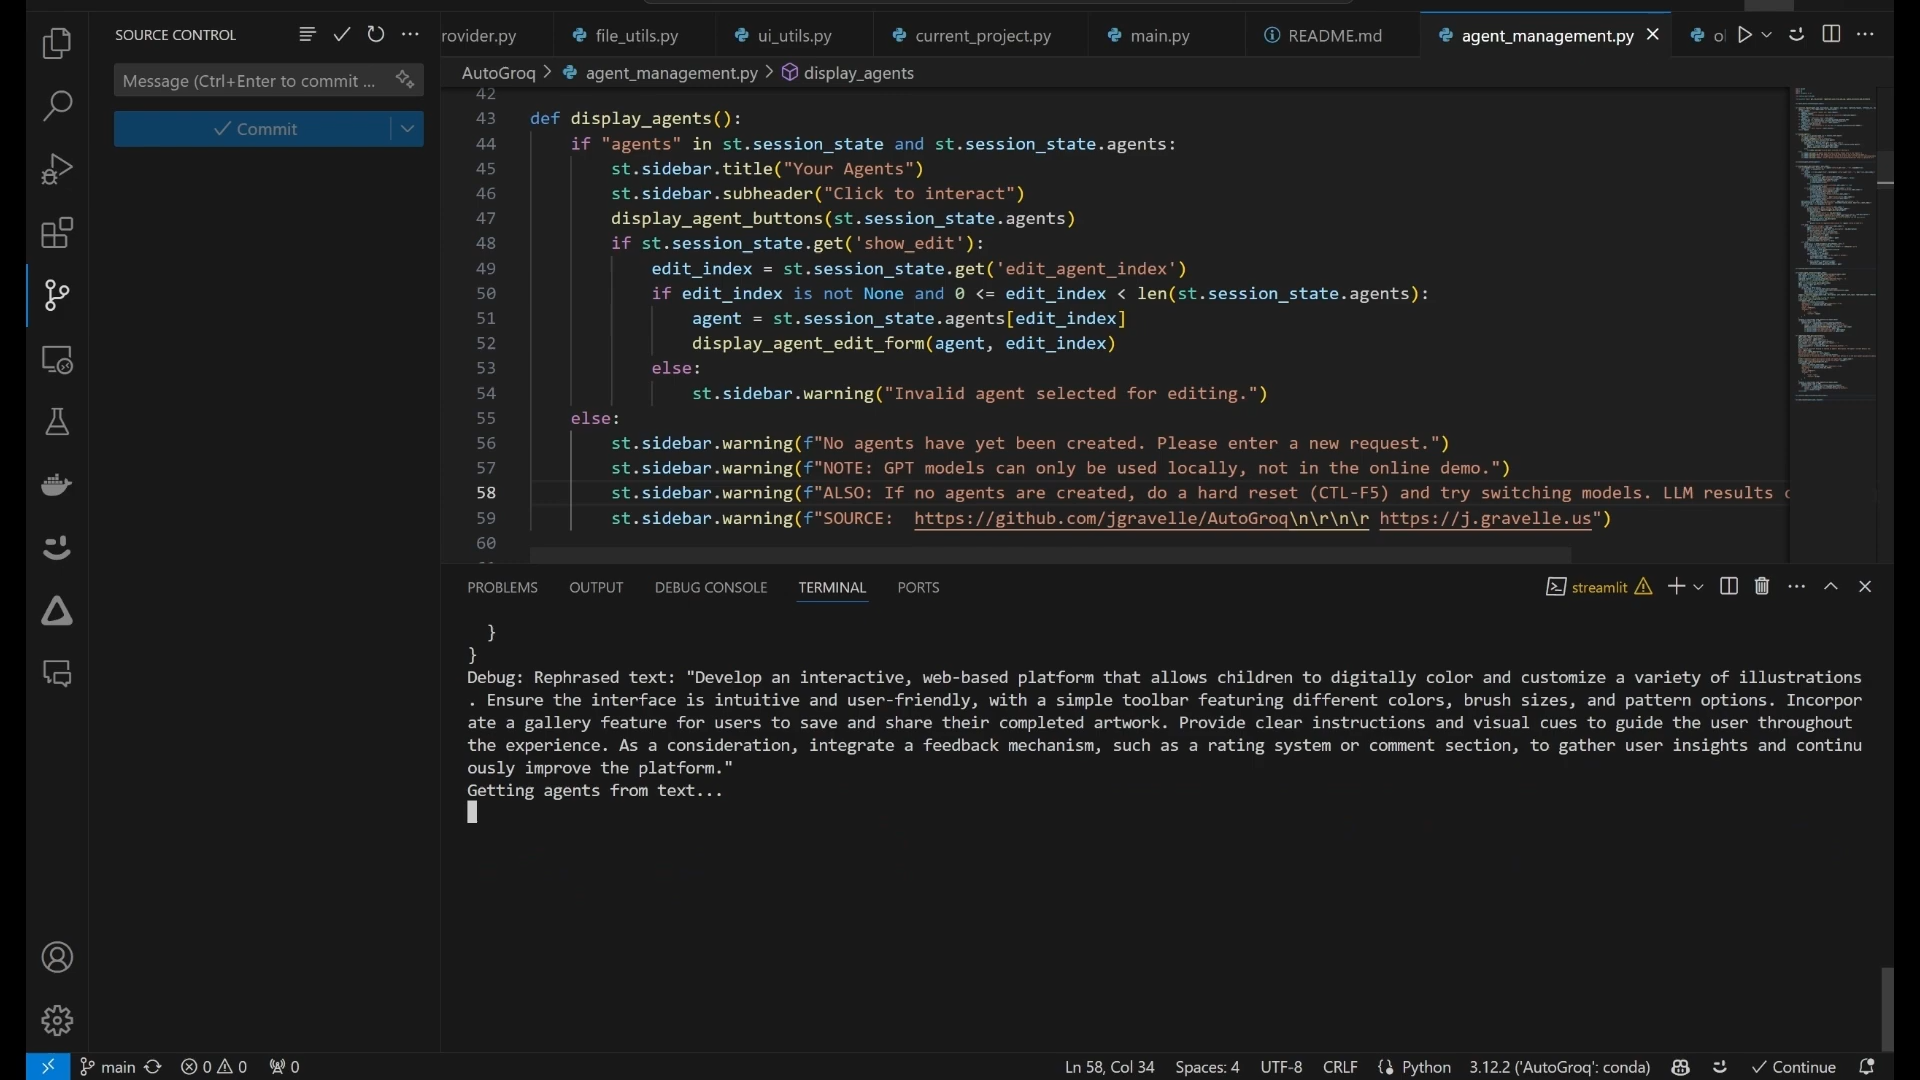 SOURCE CONTROL
Message (Ctrl+Enter to commit ...
Commit
rovider.py
file_utils.py
ui_utils.py
current_project.py
main.py
README.md
agent_management.py
AutoGroq > agent_management.py > display_agents
42
43 def display_agents():
44 if "agents" in st.session_state and st.session_state.agents:
45 st.sidebar.title("Your Agents")
46 st.sidebar.subheader("Click to interact")
47 display_agent_buttons(st.session_state.agents)
48 if st.session_state.get('show_edit'):
49 edit_index = st.session_state.get('edit_agent_index')
50 if edit_index is not None and 0 <= edit_index < len(st.session_state.agents):
51 agent = st.session_state.agents[edit_index]
52 display_agent_edit_form(agent, edit_index)
53 else:
54 st.sidebar.warning("Invalid agent selected for editing.")
55 else:
56 st.sidebar.warning(f"No agents have yet been created. Please enter a new request.")
57 st.sidebar.warning(f"NOTE: GPT models can only be used locally, not in the online demo.")
58 st.sidebar.warning(f"ALSO: If no agents are created, do a hard reset (CTL-F5) and try switching models. LLM results
59 st.sidebar.warning(f"SOURCE:  https://github.com/jgravelle/AutoGroq\n\r\n\r https://j.gravelle.us")
60
PROBLEMS OUTPUT DEBUG CONSOLE TERMINAL PORTS
streamlit
}
}
Debug: Rephrased text: "Develop an interactive, web-based platform that allows children to digitally color and customize a variety of illustrations
. Ensure the interface is intuitive and user-friendly, with a simple toolbar featuring different colors, brush sizes, and pattern options. Incorpor
ate a gallery feature for users to save and share their completed artwork. Provide clear instructions and visual cues to guide the user throughout
the experience. As a consideration, integrate a feedback mechanism, such as a rating system or comment section, to gather user insights and continu
ously improve the platform."
Getting agents from text...
main 0 0 0
Ln 58, Col 34 Spaces: 4 UTF-8 CRLF Python 3.12.2 ('AutoGroq': conda) Continue